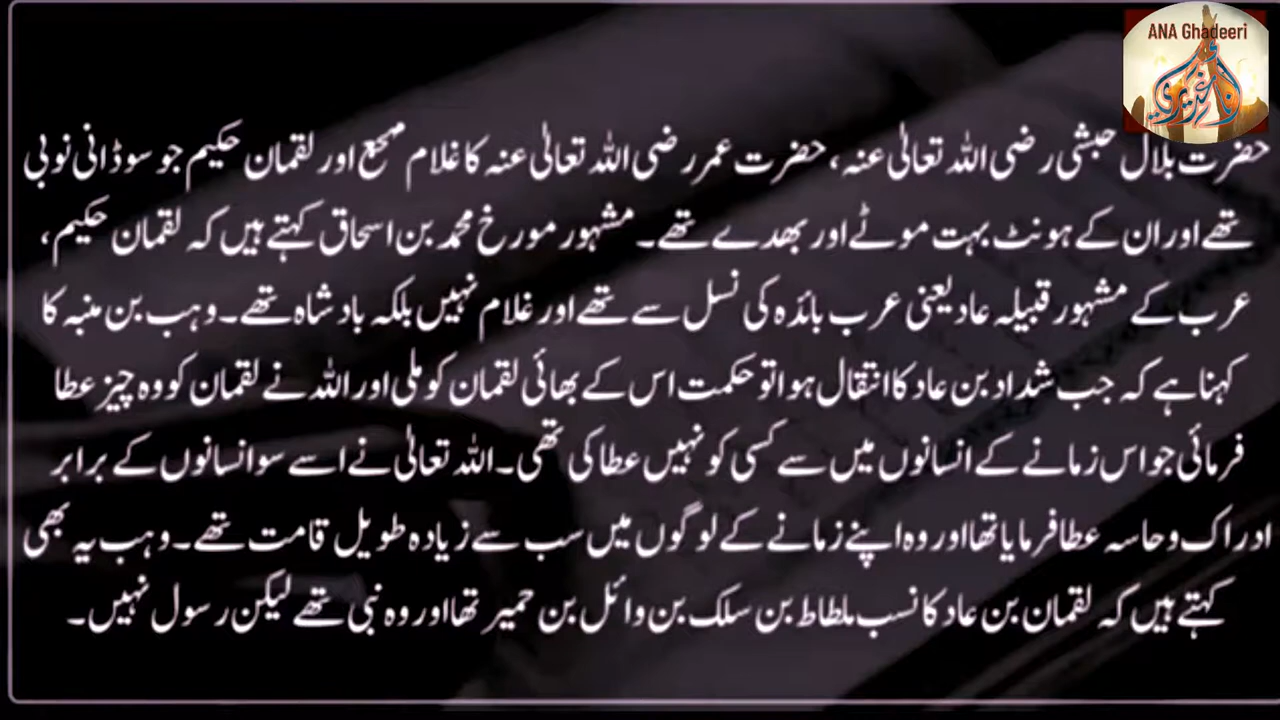 ANA Ghadeeri
انا غدیری
حضرت بلال حبشی رضی اللہ تعالیٰ عنہ، حضرت عمر رضی اللہ تعالیٰ عنہ کا غلام مہجع اور لقمان حکیم جو سوڈانی نوبی
تھے اور ان کے ہونٹ بہت موٹے اور بھدے تھے۔ مشہور مورخ محمد بن اسحاق کہتے ہیں کہ لقمان حکیم،
عرب کے مشہور قبیلہ عاد یعنی عرب بائدہ کی نسل سے تھے اور غلام نہیں بلکہ بادشاہ تھے۔ وہب بن منبہ کا
کہنا ہے کہ جب شداد بن عاد کا انتقال ہوا تو حکمت اس کے بھائی لقمان کو ملی اور اللہ نے لقمان کو وہ چیز عطا
فرمائی جو اس زمانے کے انسانوں میں سے کسی کو نہیں عطا کی تھی۔ اللہ تعالیٰ نے اسے سو انسانوں کے برابر
ادراک و حاسہ عطا فرمایا تھا اور وہ اپنے زمانے کے لوگوں میں سب سے زیادہ طویل قامت تھے۔ وہب یہ بھی
کہتے ہیں کہ لقمان بن عاد کا نسب ملطاط بن سلک بن وائل بن حمیر تھا اور وہ نبی تھے لیکن رسول نہیں۔